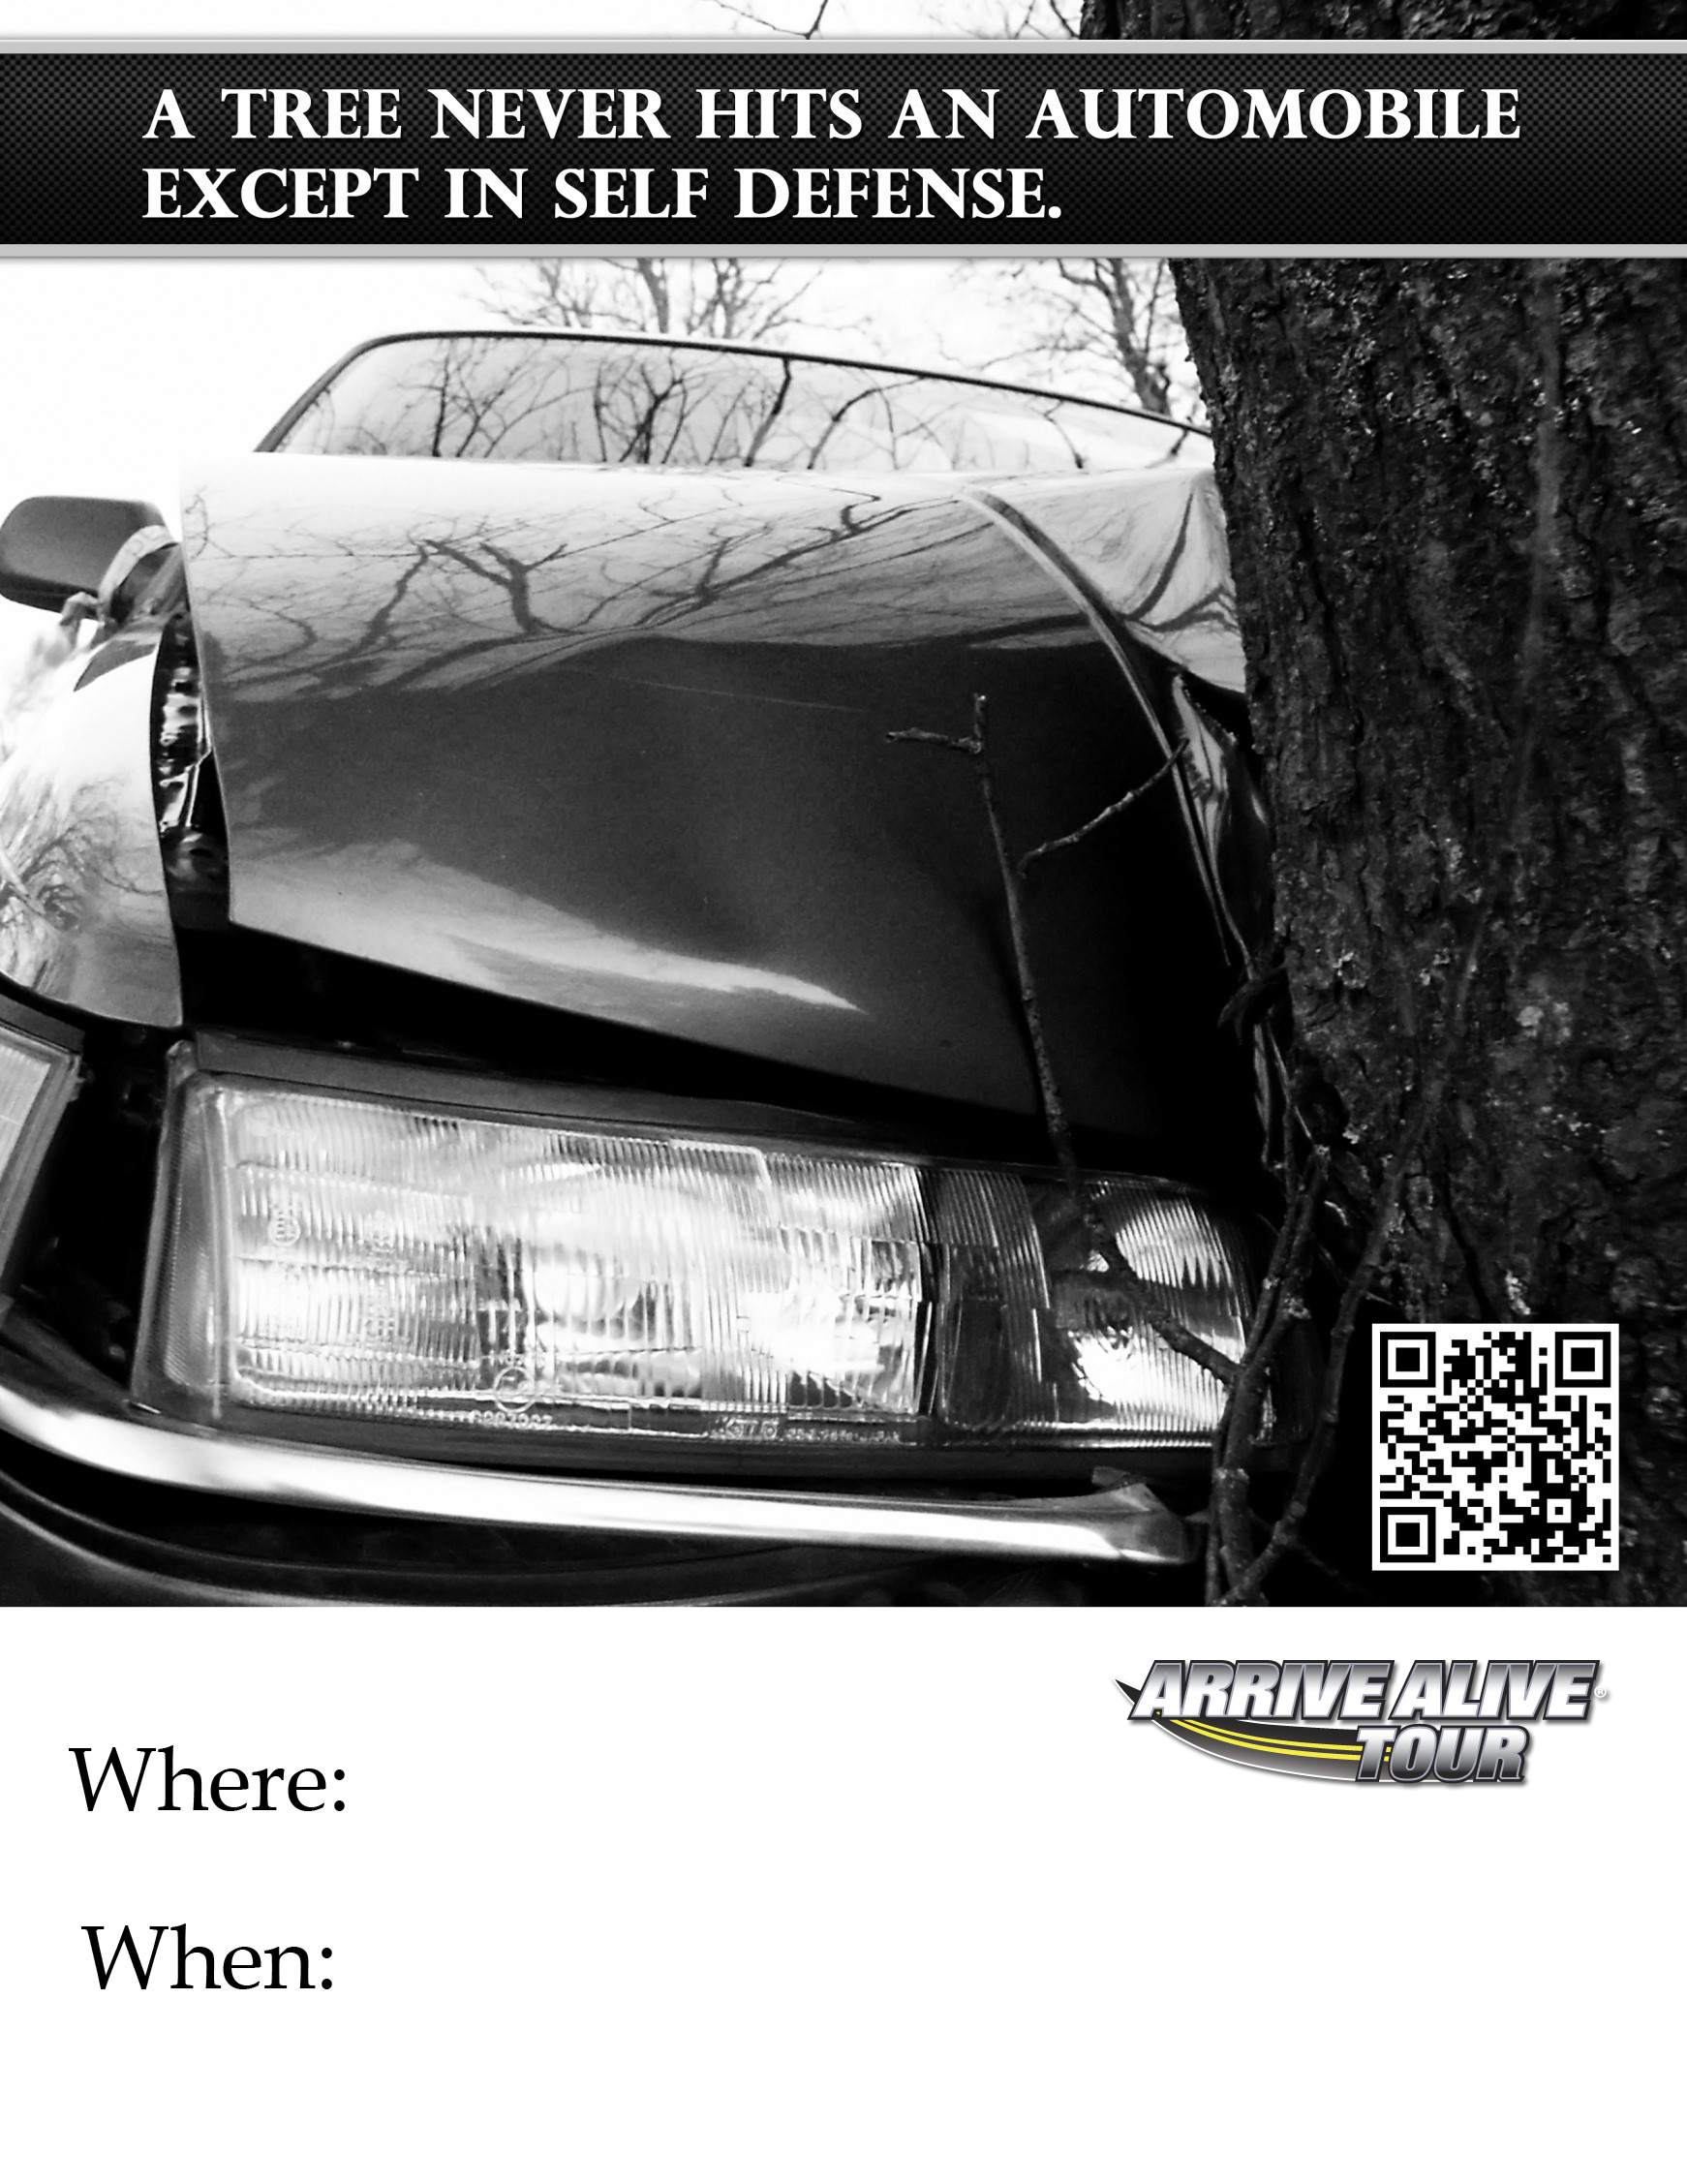 A TREE NEVER HITS AN AUTOMOBILE
EXCEPT IN SELF DEFENSE.
ARRIVE ALIVE®
TOUR
Where:
When: